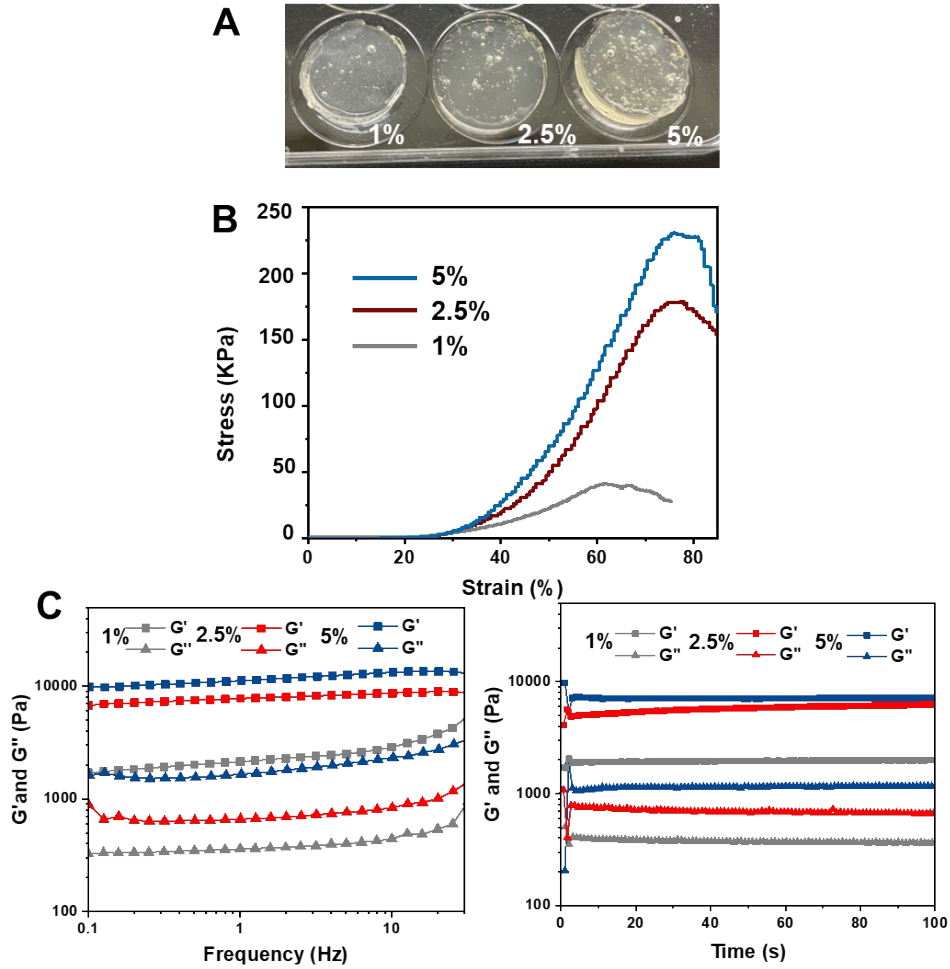 A
1%
2.5%
5%
B
250
200
150
100
50
0
Stress (KPa)
5%
2.5%
1%
0
20
40
60
80
Strain (%)
C
1% G' 2.5% G' 5% G'
G'' G'' G''
10000
1000
100
G'and G'' (Pa)
0.1
1
10
Frequency (Hz)
1% G' 2.5% G' 5% G'
G'' G'' G''
10000
1000
100
G' and G'' (Pa)
0
20
40
60
80
100
Time (s)